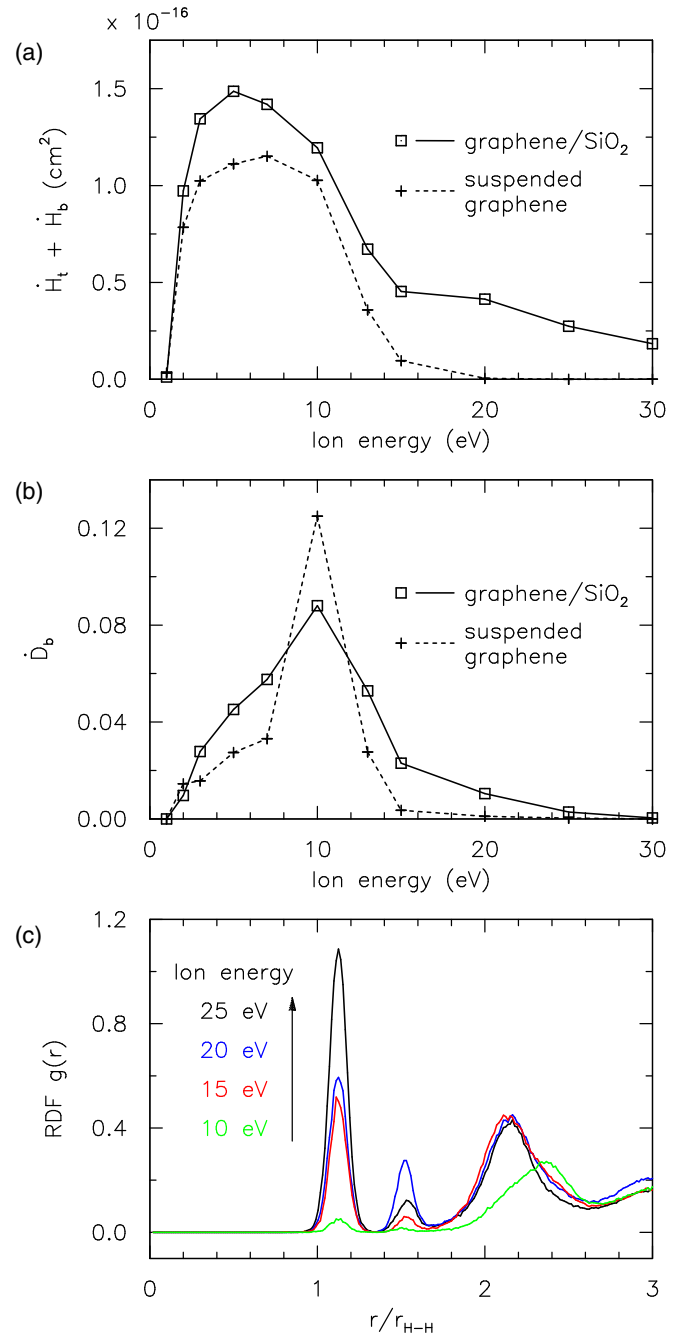 × 10⁻¹⁶
(a)
1.5
1.0
0.5
0.0
Ḣₜ + Ḣ_b (cm²)
graphene/SiO₂
suspended
graphene
0 10 20 30
Ion energy (eV)
(b)
0.12
0.08
0.04
0.00
Ḋ_b
graphene/SiO₂
suspended
graphene
0 10 20 30
Ion energy (eV)
(c)
1.2
0.8
0.4
0.0
RDF g(r)
Ion energy
25 eV
20 eV
15 eV
10 eV
0 1 2 3
r/r_H–H